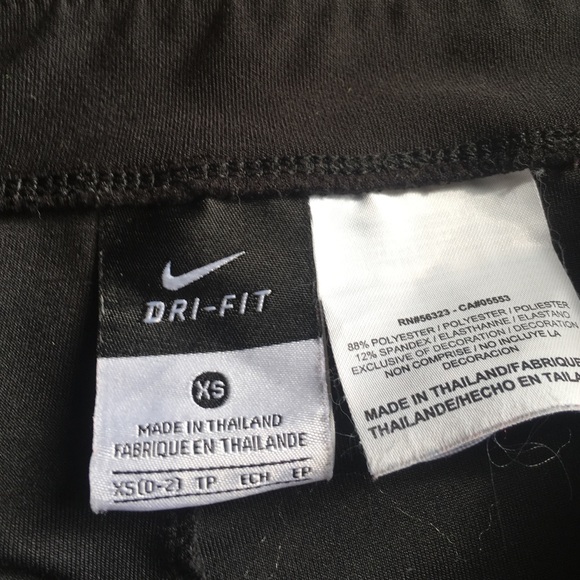 DRI-FIT
XS
MADE IN THAILAND
FABRIQUE EN THAILANDE
XS(0-2) TP ECH EP
RN#56323 - CA#05553
88% POLYESTER / POLYESTER / POLIESTER
12% SPANDEX / ELASTHANNE / ELASTANO
EXCLUSIVE OF DECORATION / DECORATION
NON COMPRISE / NO INCLUYE LA
DECORACION
MADE IN THAILAND/FABRIQUE
THAILANDE/HECHO EN TAILA